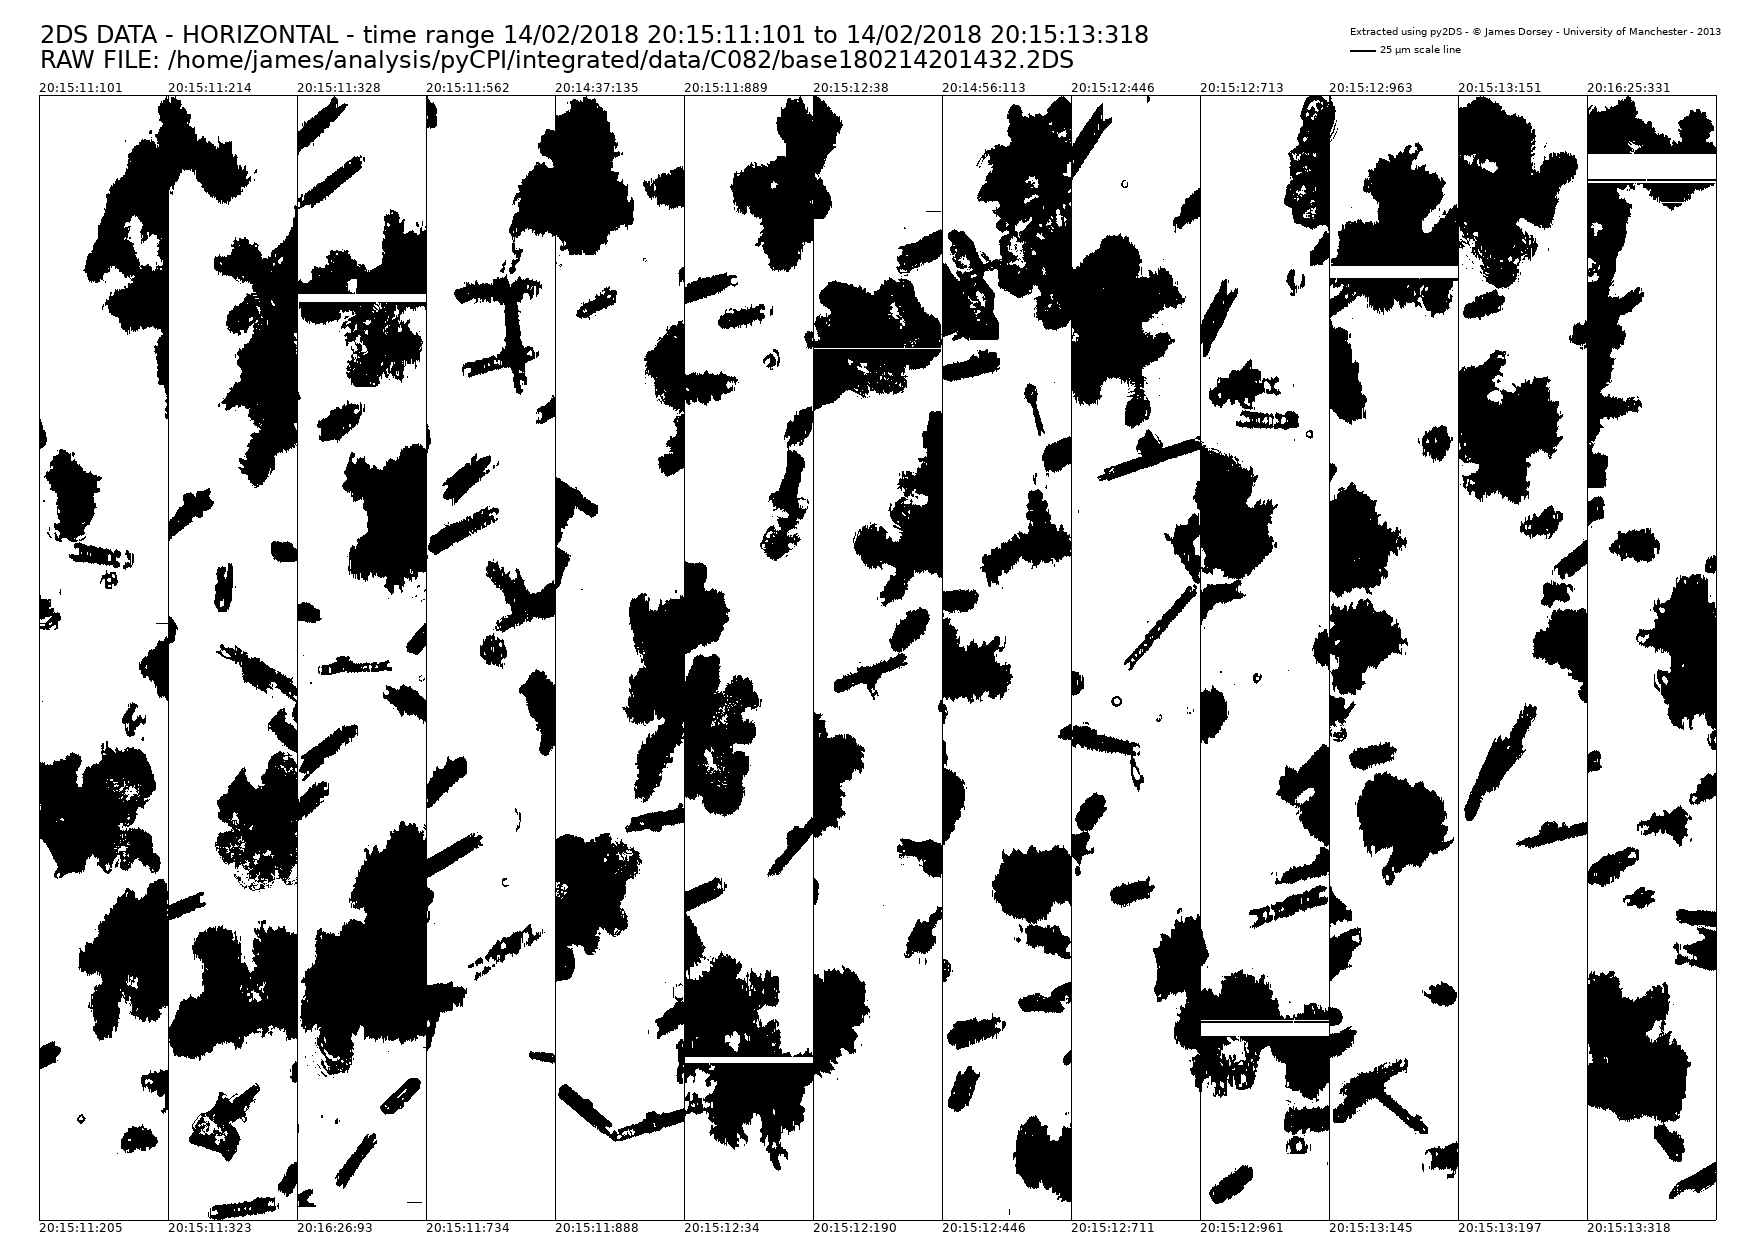 2DS DATA - HORIZONTAL - time range 14/02/2018 20:15:11:101 to 14/02/2018 20:15:13:318
RAW FILE: /home/james/analysis/pyCPI/integrated/data/C082/base180214201432.2DS
Extracted using py2DS - © James Dorsey - University of Manchester - 2013
25 µm scale line
20:15:11:101 20:15:11:214 20:15:11:328 20:15:11:562 20:14:37:135 20:15:11:889 20:15:12:38 20:14:56:113 20:15:12:446 20:15:12:713 20:15:12:963 20:15:13:151 20:16:25:331
20:15:11:205 20:15:11:323 20:16:26:93 20:15:11:734 20:15:11:888 20:15:12:34 20:15:12:190 20:15:12:446 20:15:12:711 20:15:12:961 20:15:13:145 20:15:13:197 20:15:13:318